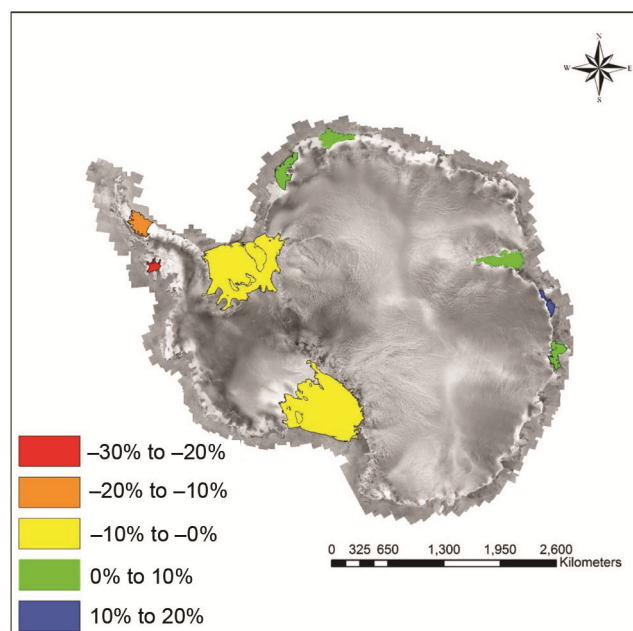 N
W E
S
–30% to –20%
–20% to –10%
–10% to –0%
0% to 10%
10% to 20%
0 325 650 1,300 1,950 2,600
Kilometers